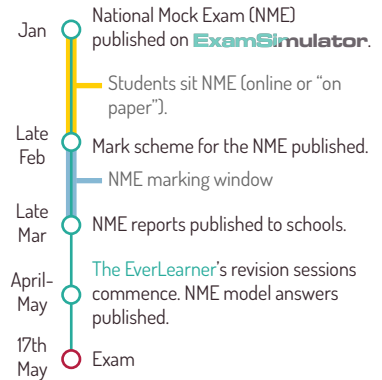 Jan
National Mock Exam (NME)
published on ExamSimulator.
Students sit NME (online or “on
paper”).
Late
Feb
Mark scheme for the NME published.
NME marking window
Late
Mar
NME reports published to schools.
April-
May
The EverLearner’s revision sessions
commence. NME model answers
published.
17th
May
Exam